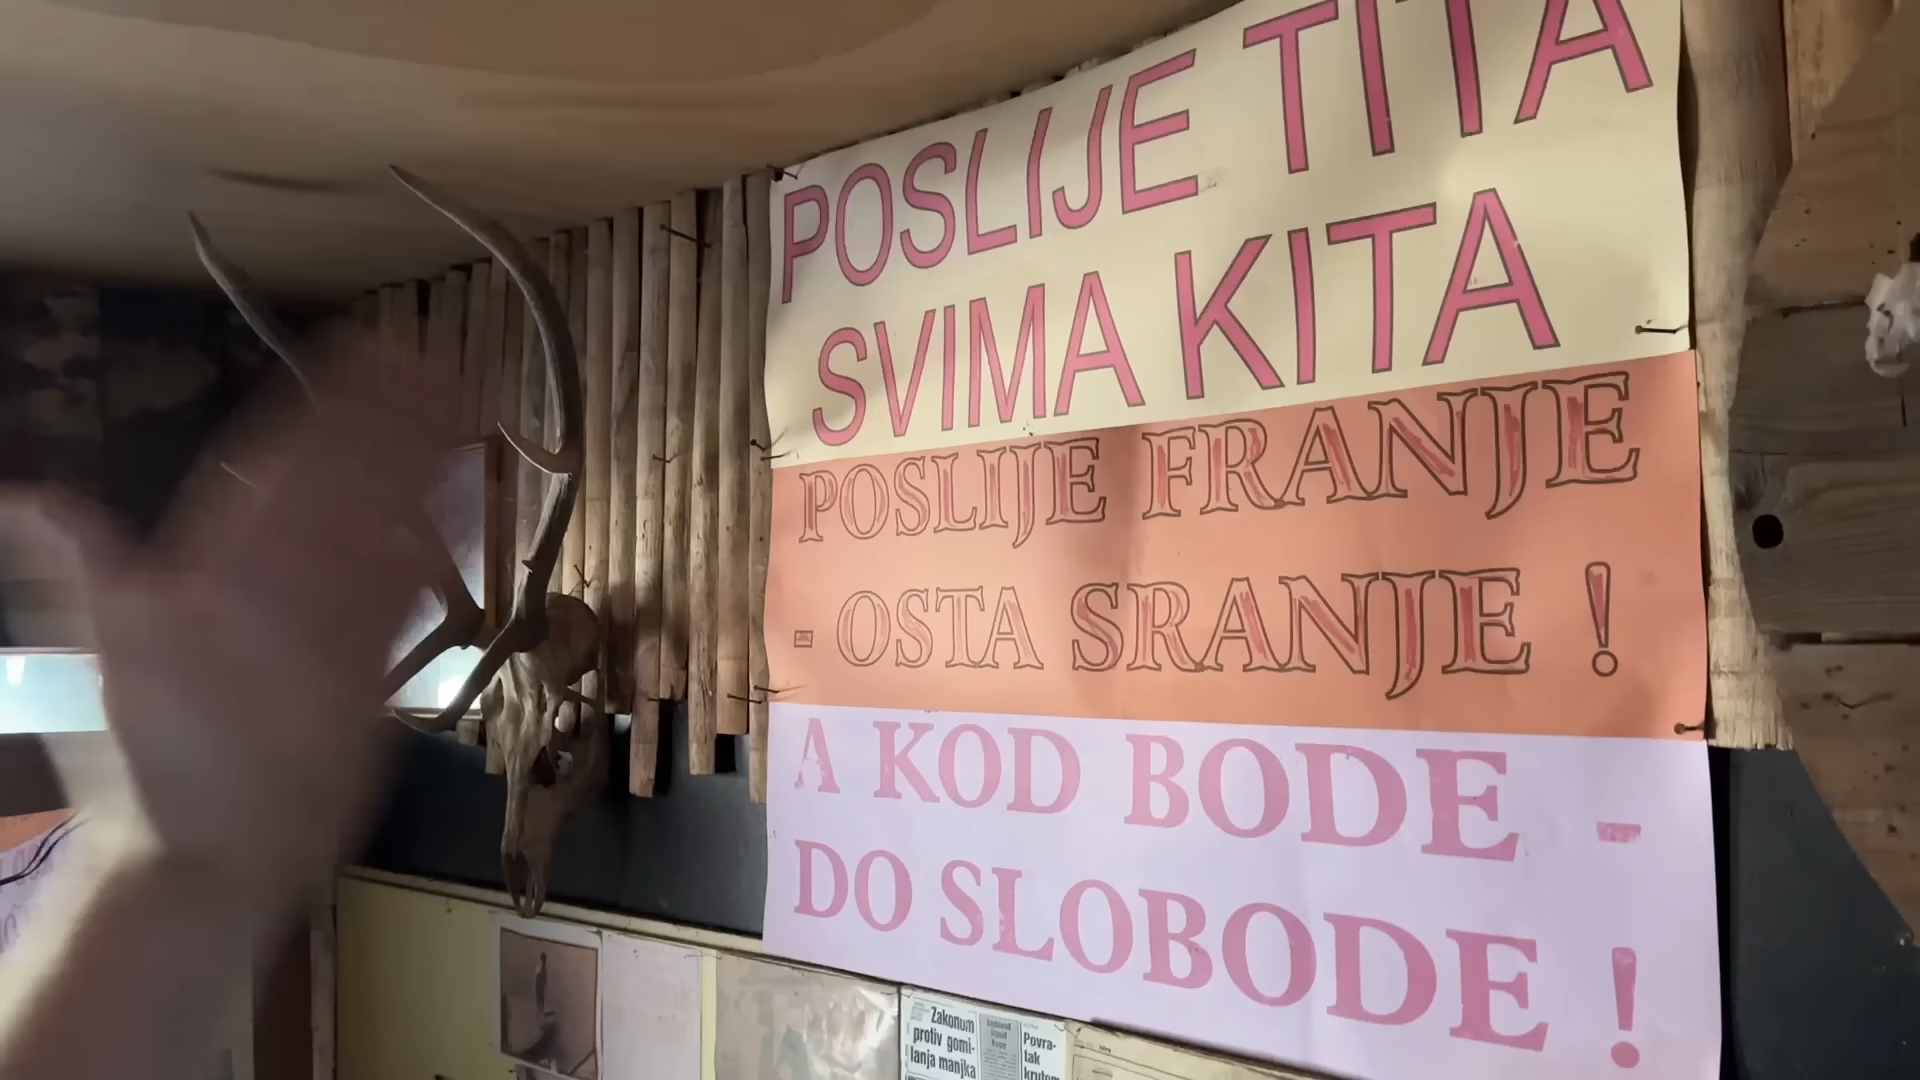 POSLIJE TITA
SVIMA KITA
POSLIJE FRANJE
- OSTA SRANJE !
A KOD BODE -
DO SLOBODE !
Zakonom
protiv gomi-
lanja manjka
Povra-
tak